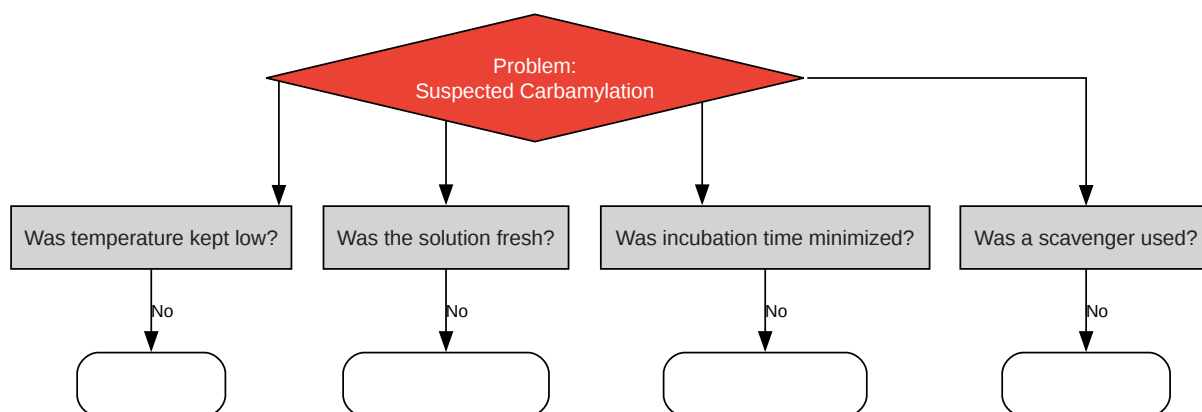 Problem:
Suspected Carbamylation
Was temperature kept low?
Was the solution fresh?
Was incubation time minimized?
Was a scavenger used?
No
No
No
No